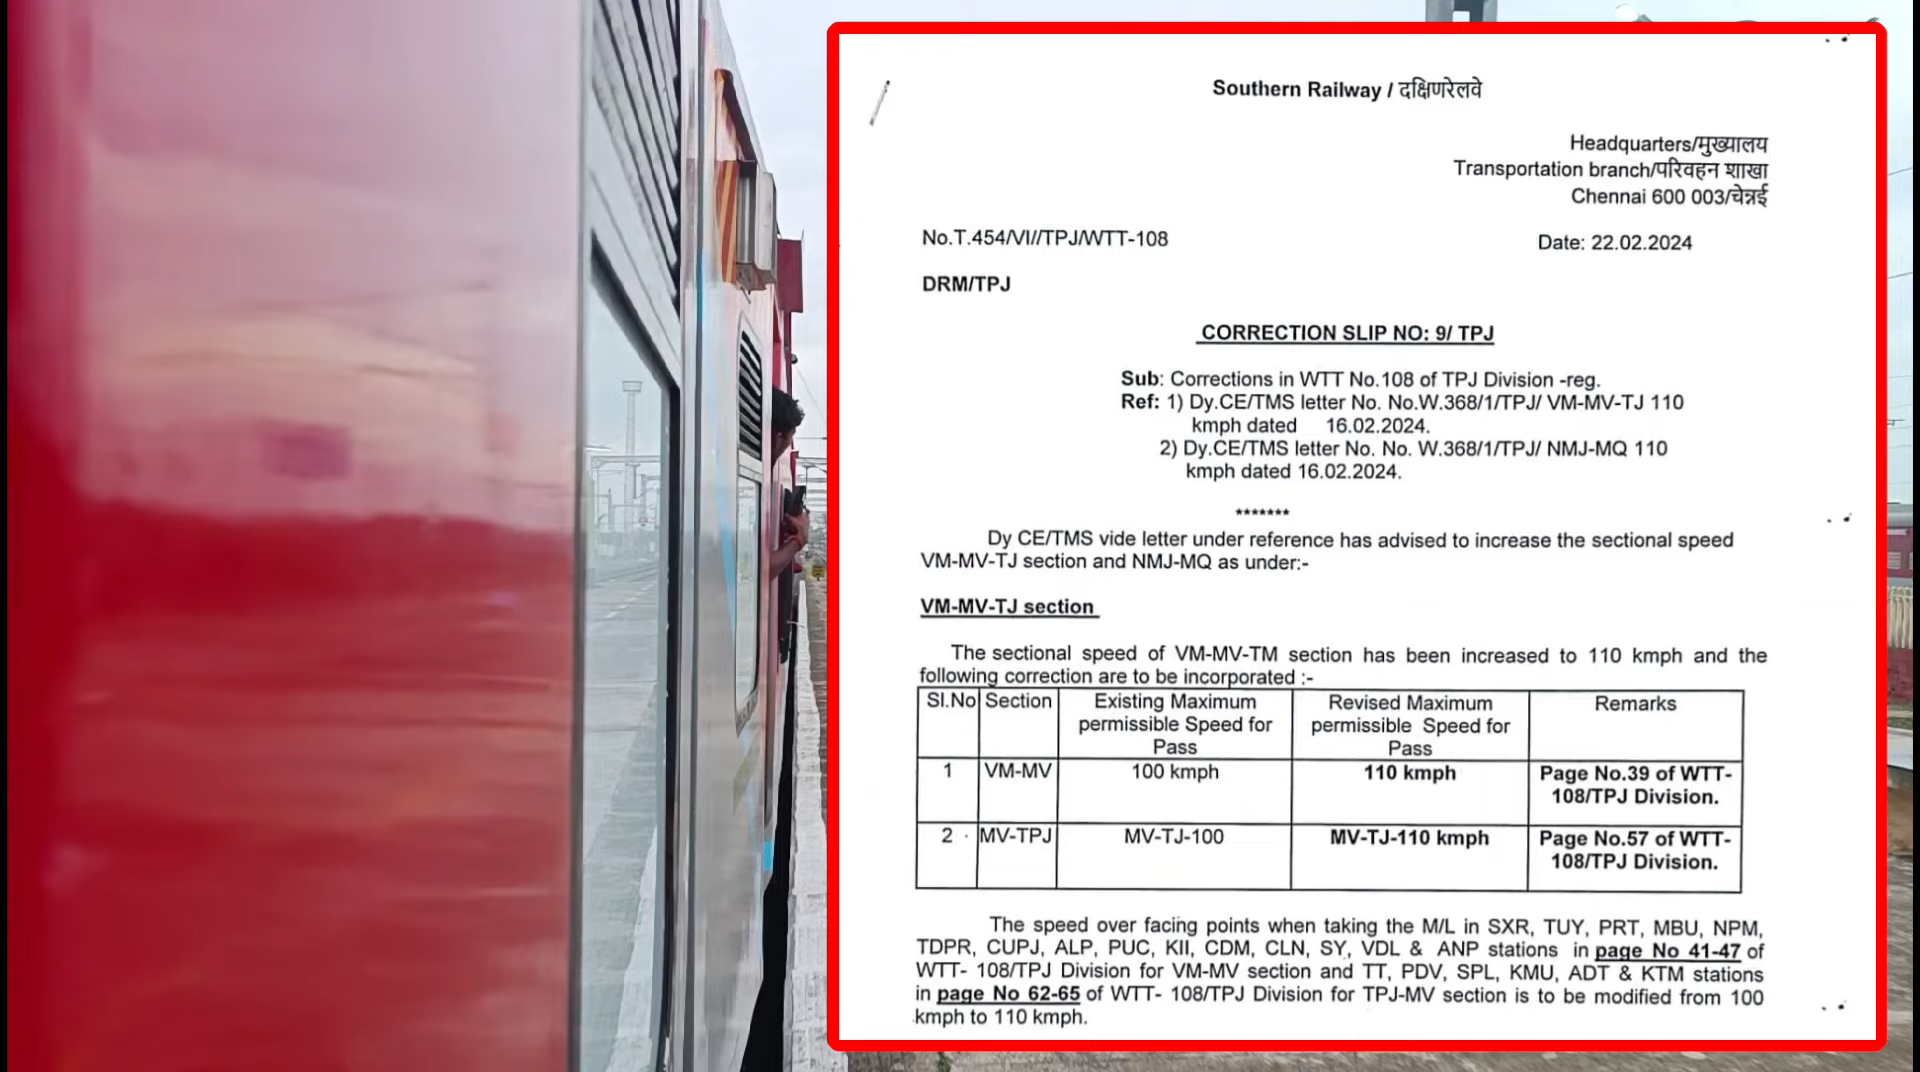 Southern Railway / दक्षिणरेलवे
Headquarters/मुख्यालय
Transportation branch/परिवहन शाखा
Chennai 600 003/चेन्नई
No.T.454/VI//TPJ/WTT-108
Date: 22.02.2024
DRM/TPJ
CORRECTION SLIP NO: 9/ TPJ
Sub: Corrections in WTT No.108 of TPJ Division -reg.
Ref: 1) Dy.CE/TMS letter No. No.W.368/1/TPJ/ VM-MV-TJ 110
kmph dated 16.02.2024.
2) Dy.CE/TMS letter No. No. W.368/1/TPJ/ NMJ-MQ 110
kmph dated 16.02.2024.
*******
Dy CE/TMS vide letter under reference has advised to increase the sectional speed
VM-MV-TJ section and NMJ-MQ as under:-
VM-MV-TJ section
The sectional speed of VM-MV-TM section has been increased to 110 kmph and the
following correction are to be incorporated :-
Sl.No Section Existing Maximum Revised Maximum Remarks
permissible Speed for permissible Speed for
Pass Pass
1 VM-MV 100 kmph 110 kmph Page No.39 of WTT-
108/TPJ Division.
2 MV-TPJ MV-TJ-100 MV-TJ-110 kmph Page No.57 of WTT-
108/TPJ Division.
The speed over facing points when taking the M/L in SXR, TUY, PRT, MBU, NPM,
TDPR, CUPJ, ALP, PUC, KII, CDM, CLN, SY, VDL & ANP stations in page No 41-47 of
WTT- 108/TPJ Division for VM-MV section and TT, PDV, SPL, KMU, ADT & KTM stations
in page No 62-65 of WTT- 108/TPJ Division for TPJ-MV section is to be modified from 100
kmph to 110 kmph.